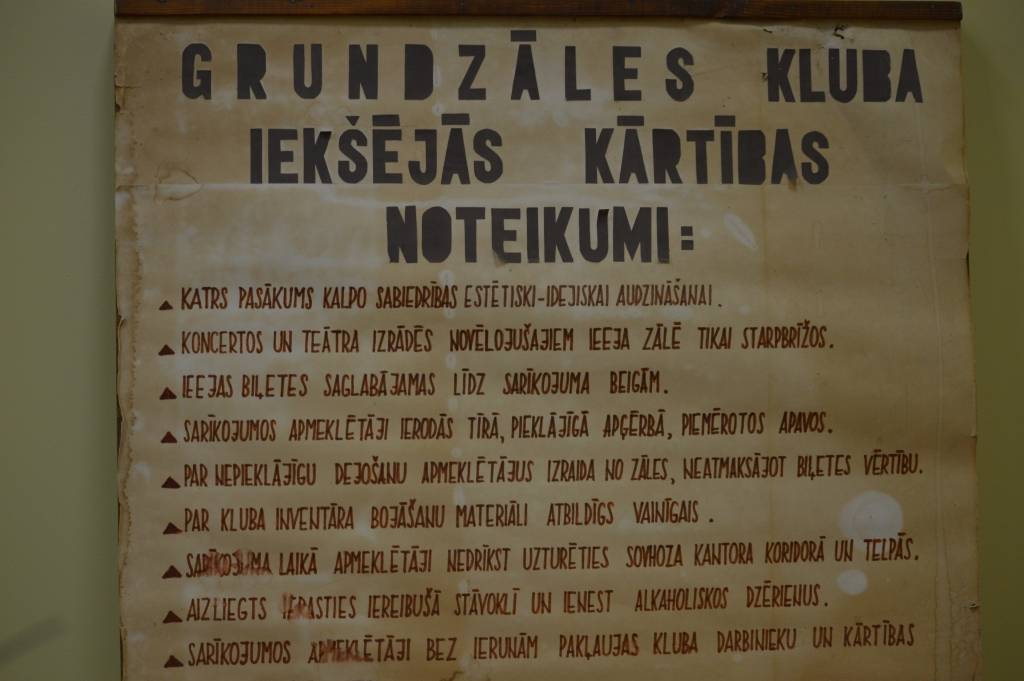 GRUNDZĀLES KLUBA
IEKŠĒJĀS KĀRTĪBAS
NOTEIKUMI:
▲ KATRS PASĀKUMS KALPO SABIEDRĪBAS ESTĒTISKI-IDEJISKAI AUDZINĀŠANAI.
▲ KONCERTOS UN TEĀTRA IZRĀDĒS NOVĒLOJUŠAJIEM IEEJA ZĀLĒ TIKAI STARPBRĪŽOS.
▲ IEEJAS BIĻETES SAGLABĀJAMAS LĪDZ SARĪKOJUMA BEIGĀM.
▲ SARĪKOJUMOS APMEKLĒTĀJI IERODĀS TĪRĀ, PIEKLĀJĪGĀ APĢĒRBĀ, PIEMĒROTOS APAVOS.
▲ PAR NEPIEKLĀJĪGU DEJOŠANU APMEKLĒTĀJUS IZRAIDA NO ZĀLES, NEATMAKSĀJOT BIĻETES VĒRTĪBU.
▲ PAR KLUBA INVENTĀRA BOJĀŠANU MATERIĀLI ATBILDĪGS VAINĪGAIS.
▲ SARĪKOJUMA LAIKĀ APMEKLĒTĀJI NEDRĪKST UZTURĒTIES SOVHOZA KANTORA KORIDORĀ UN TELPĀS.
▲ AIZLIEGTS IERASTIES IEREIBUŠĀ STĀVOKLĪ UN IENEST ALKAHOLISKOS DZĒRIENUS.
▲ SARĪKOJUMOS APMEKLĒTĀJI BEZ IERUNĀM PAKĻAUJAS KLUBA DARBINIEKU UN KĀRTĪBAS